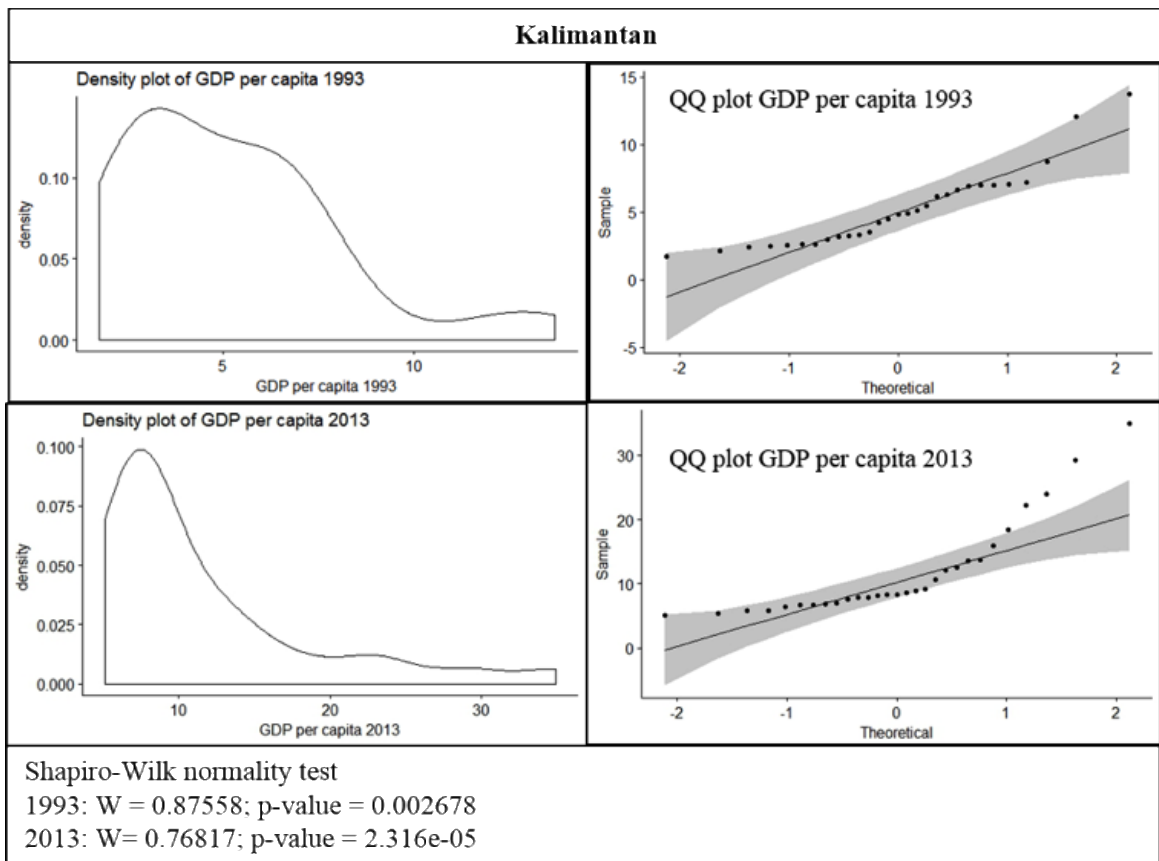 Kalimantan
Density plot of GDP per capita 1993
0.10
0.05
0.00
density
5
10
GDP per capita 1993
QQ plot GDP per capita 1993
15
10
5
0
-5
Sample
-2
-1
0
1
2
Theoretical
Density plot of GDP per capita 2013
0.100
0.075
0.050
0.025
0.000
density
10
20
30
GDP per capita 2013
QQ plot GDP per capita 2013
30
20
10
0
Sample
-2
-1
0
1
2
Theoretical
Shapiro-Wilk normality test
1993: W = 0.87558; p-value = 0.002678
2013: W= 0.76817; p-value = 2.316e-05